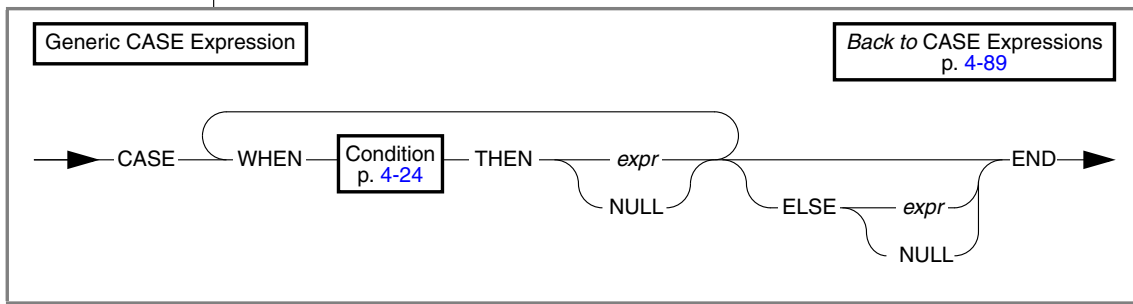 Generic CASE Expression
Back to CASE Expressions
p. 4-89
CASE WHEN Condition THEN expr END
p. 4-24
NULL ELSE expr
NULL